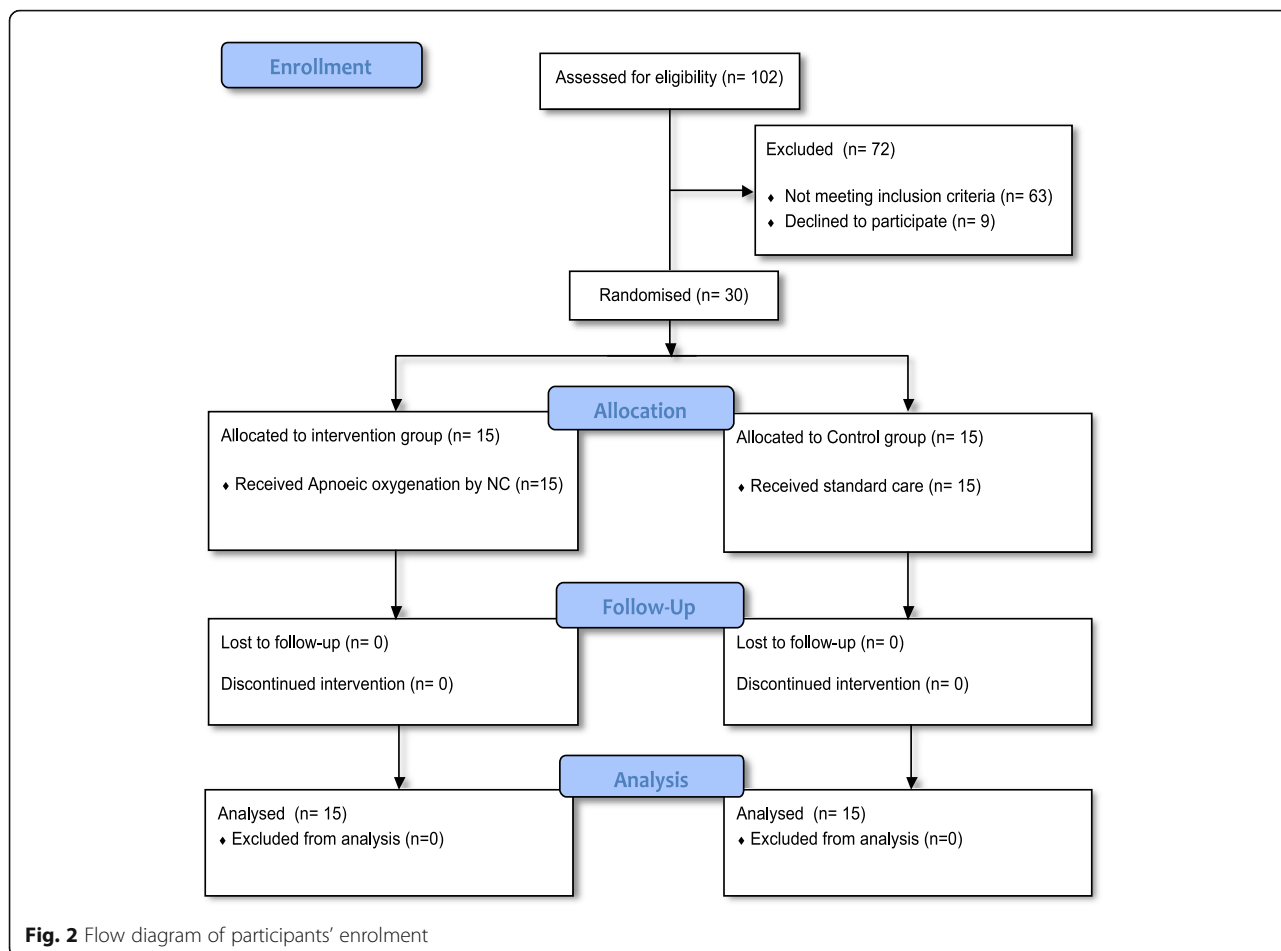 Enrollment
Assessed for eligibility (n= 102)
Excluded (n= 72)
♦ Not meeting inclusion criteria (n= 63)
♦ Declined to participate (n= 9)
Randomised (n= 30)
Allocation
Allocated to intervention group (n= 15)
♦ Received Apnoeic oxygenation by NC (n=15)
Allocated to Control group (n= 15)
♦ Received standard care (n= 15)
Follow-Up
Lost to follow-up (n= 0)
Discontinued intervention (n= 0)
Lost to follow-up (n= 0)
Discontinued intervention (n= 0)
Analysis
Analysed (n= 15)
♦ Excluded from analysis (n=0)
Analysed (n= 15)
♦ Excluded from analysis (n=0)
Fig. 2 Flow diagram of participants’ enrolment